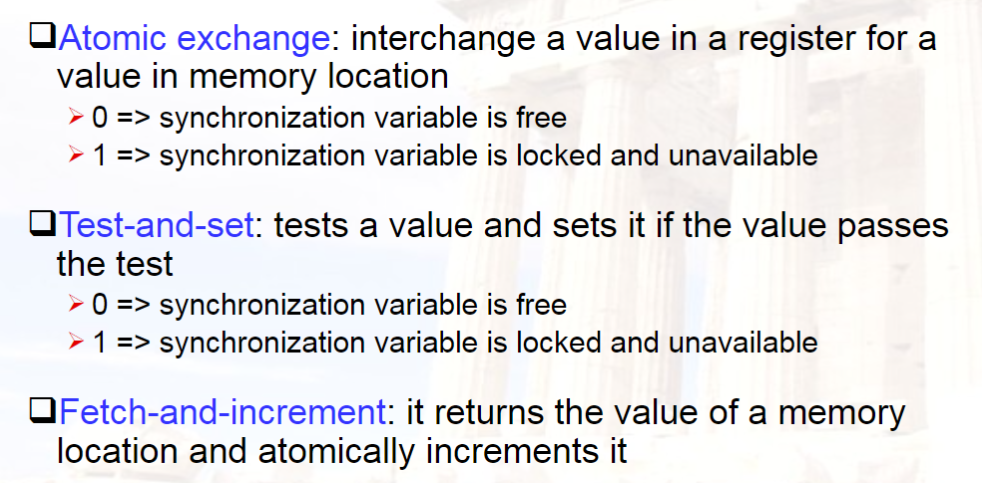 ❑Atomic exchange: interchange a value in a register for a
value in memory location
➢ 0 => synchronization variable is free
➢ 1 => synchronization variable is locked and unavailable
❑Test-and-set: tests a value and sets it if the value passes
the test
➢ 0 => synchronization variable is free
➢ 1 => synchronization variable is locked and unavailable
❑Fetch-and-increment: it returns the value of a memory
location and atomically increments it